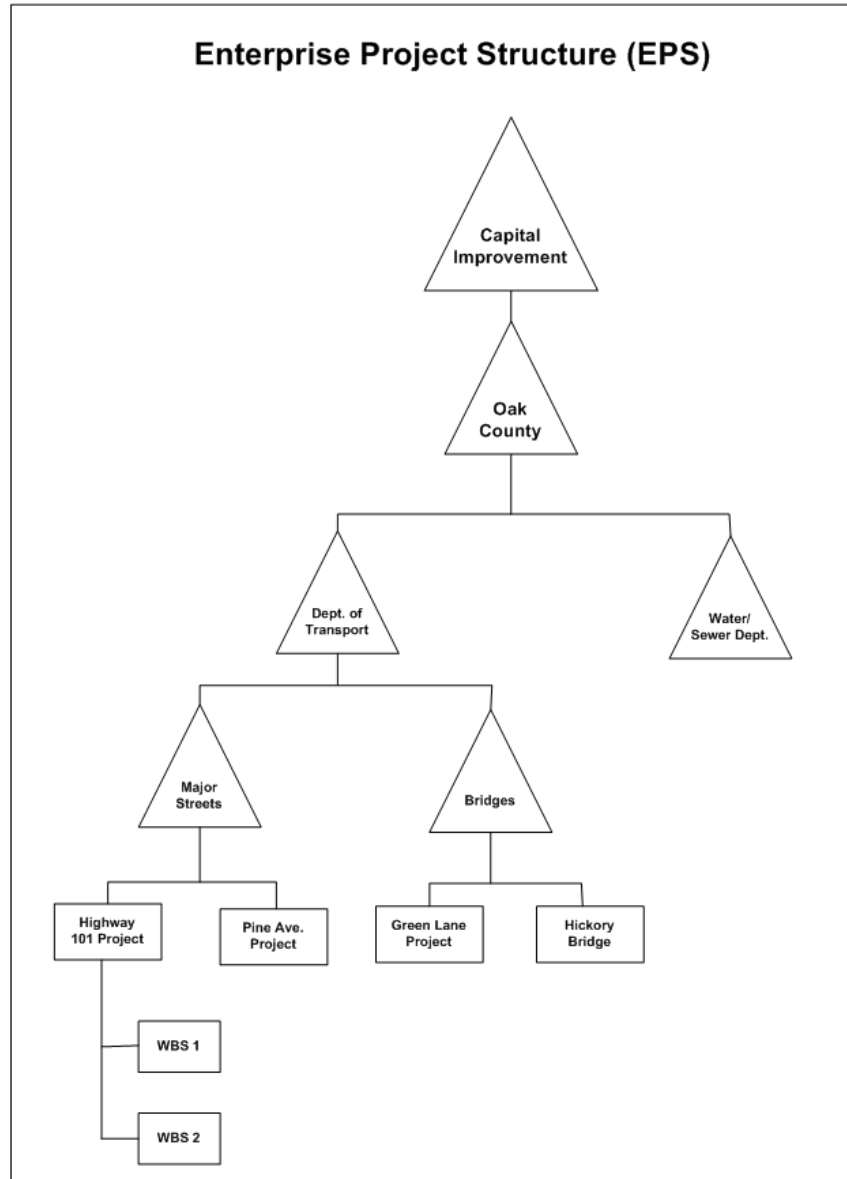 Enterprise Project Structure (EPS)
Capital
Improvement
Oak
County
Dept. of
Transport
Water/
Sewer Dept.
Major
Streets
Bridges
Highway
101 Project
Pine Ave.
Project
Green Lane
Project
Hickory
Bridge
WBS 1
WBS 2